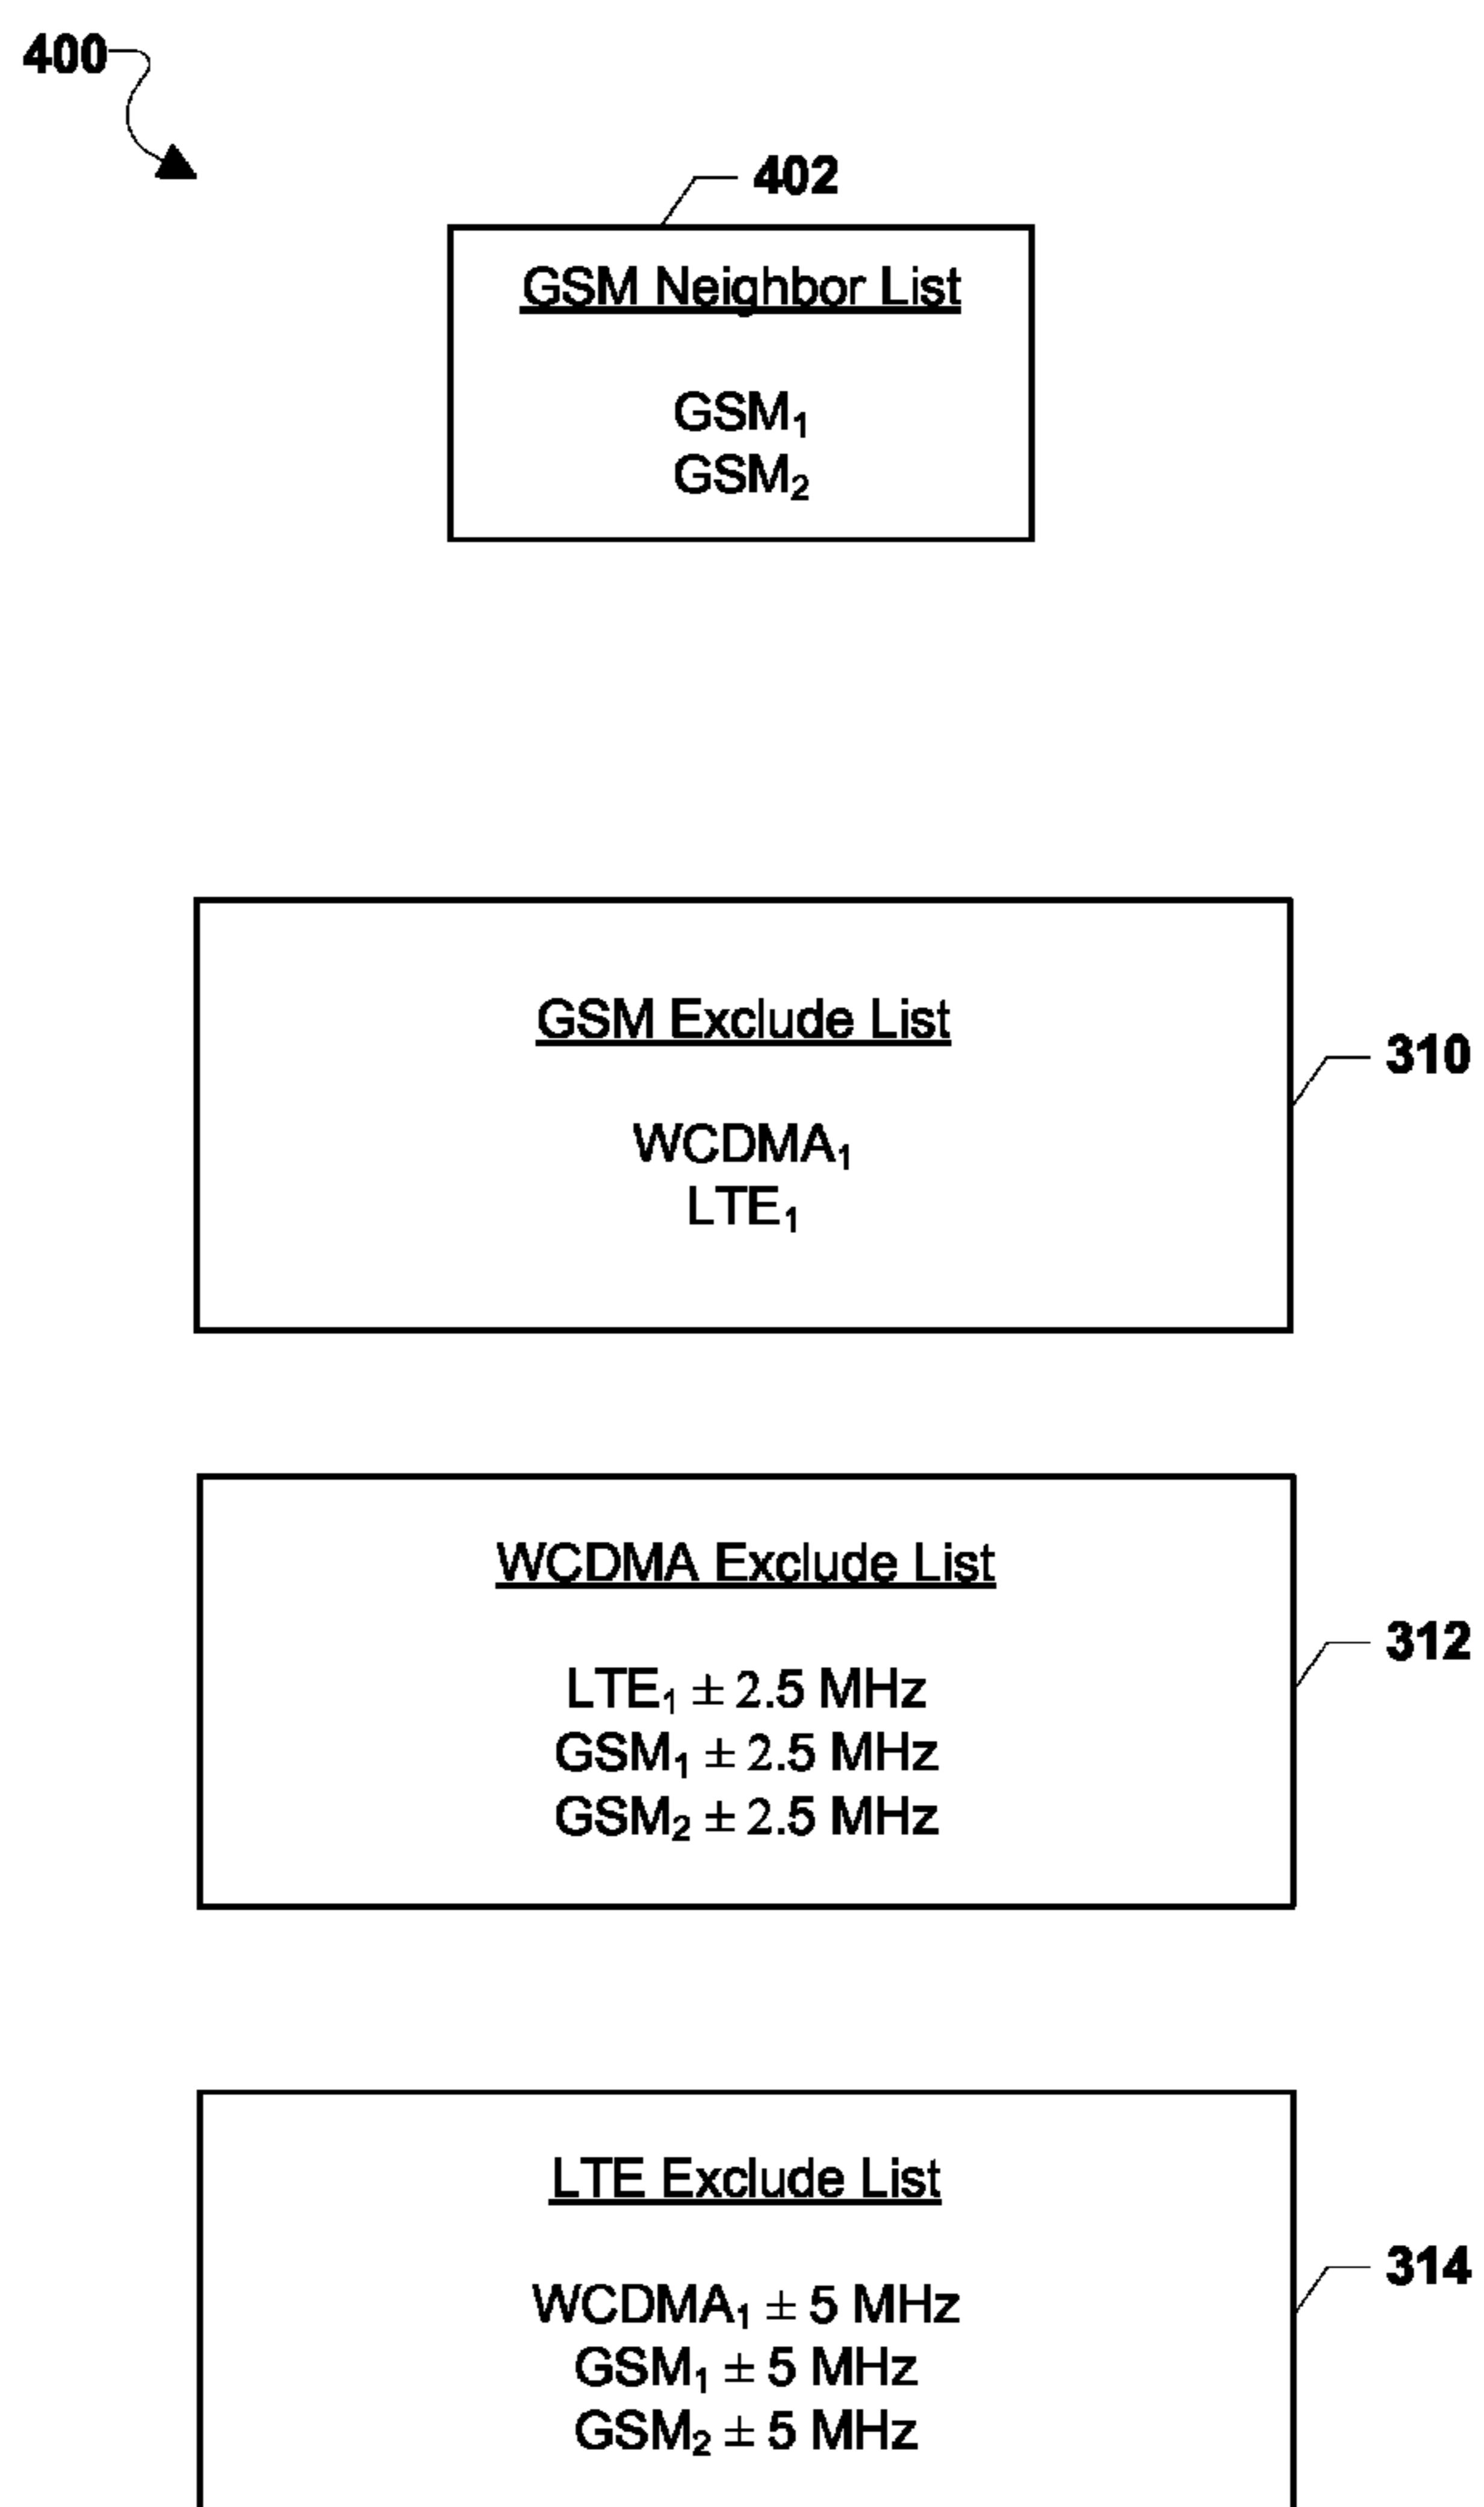 400
402
GSM Neighbor List
GSM₁
GSM₂
GSM Exclude List
310
WCDMA₁
LTE₁
WCDMA Exclude List
312
LTE₁ ± 2.5 MHz
GSM₁ ± 2.5 MHz
GSM₂ ± 2.5 MHz
LTE Exclude List
314
WCDMA₁ ± 5 MHz
GSM₁ ± 5 MHz
GSM₂ ± 5 MHz